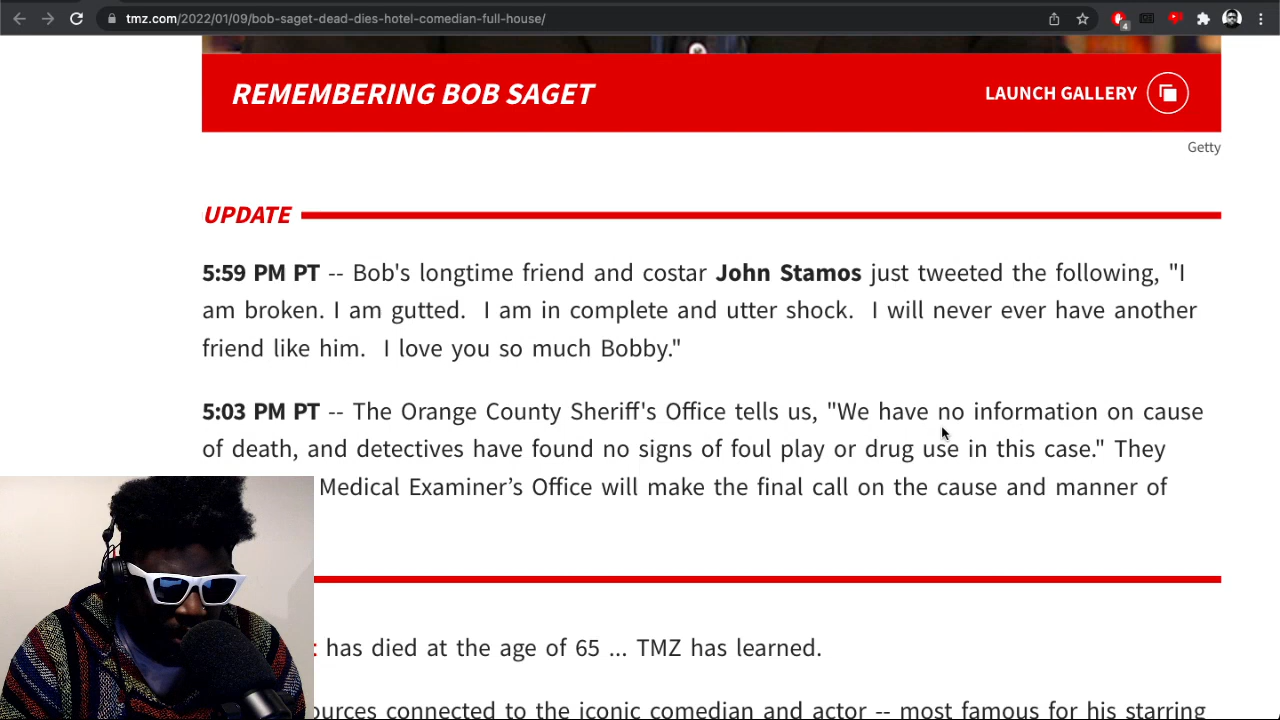 tmz.com/2022/01/09/bob-saget-dead-dies-hotel-comedian-full-house/
4
REMEMBERING BOB SAGET
LAUNCH GALLERY
Getty
UPDATE
5:59 PM PT -- Bob's longtime friend and costar John Stamos just tweeted the following, "I
am broken. I am gutted.  I am in complete and utter shock.  I will never ever have another
friend like him.  I love you so much Bobby."
5:03 PM PT -- The Orange County Sheriff's Office tells us, "We have no information on cause
of death, and detectives have found no signs of foul play or drug use in this case." They
Medical Examiner’s Office will make the final call on the cause and manner of
has died at the age of 65 ... TMZ has learned.
connected to the iconic comedian and actor -- most famous for his starring